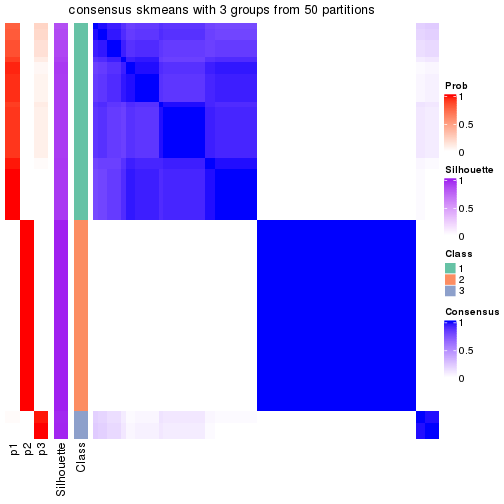 consensus skmeans with 3 groups from 50 partitions
Prob
1
0.5
0
Silhouette
1
0.5
0
Class
1
2
3
Consensus
1
0.5
0
p1
p2
p3
Silhouette
Class